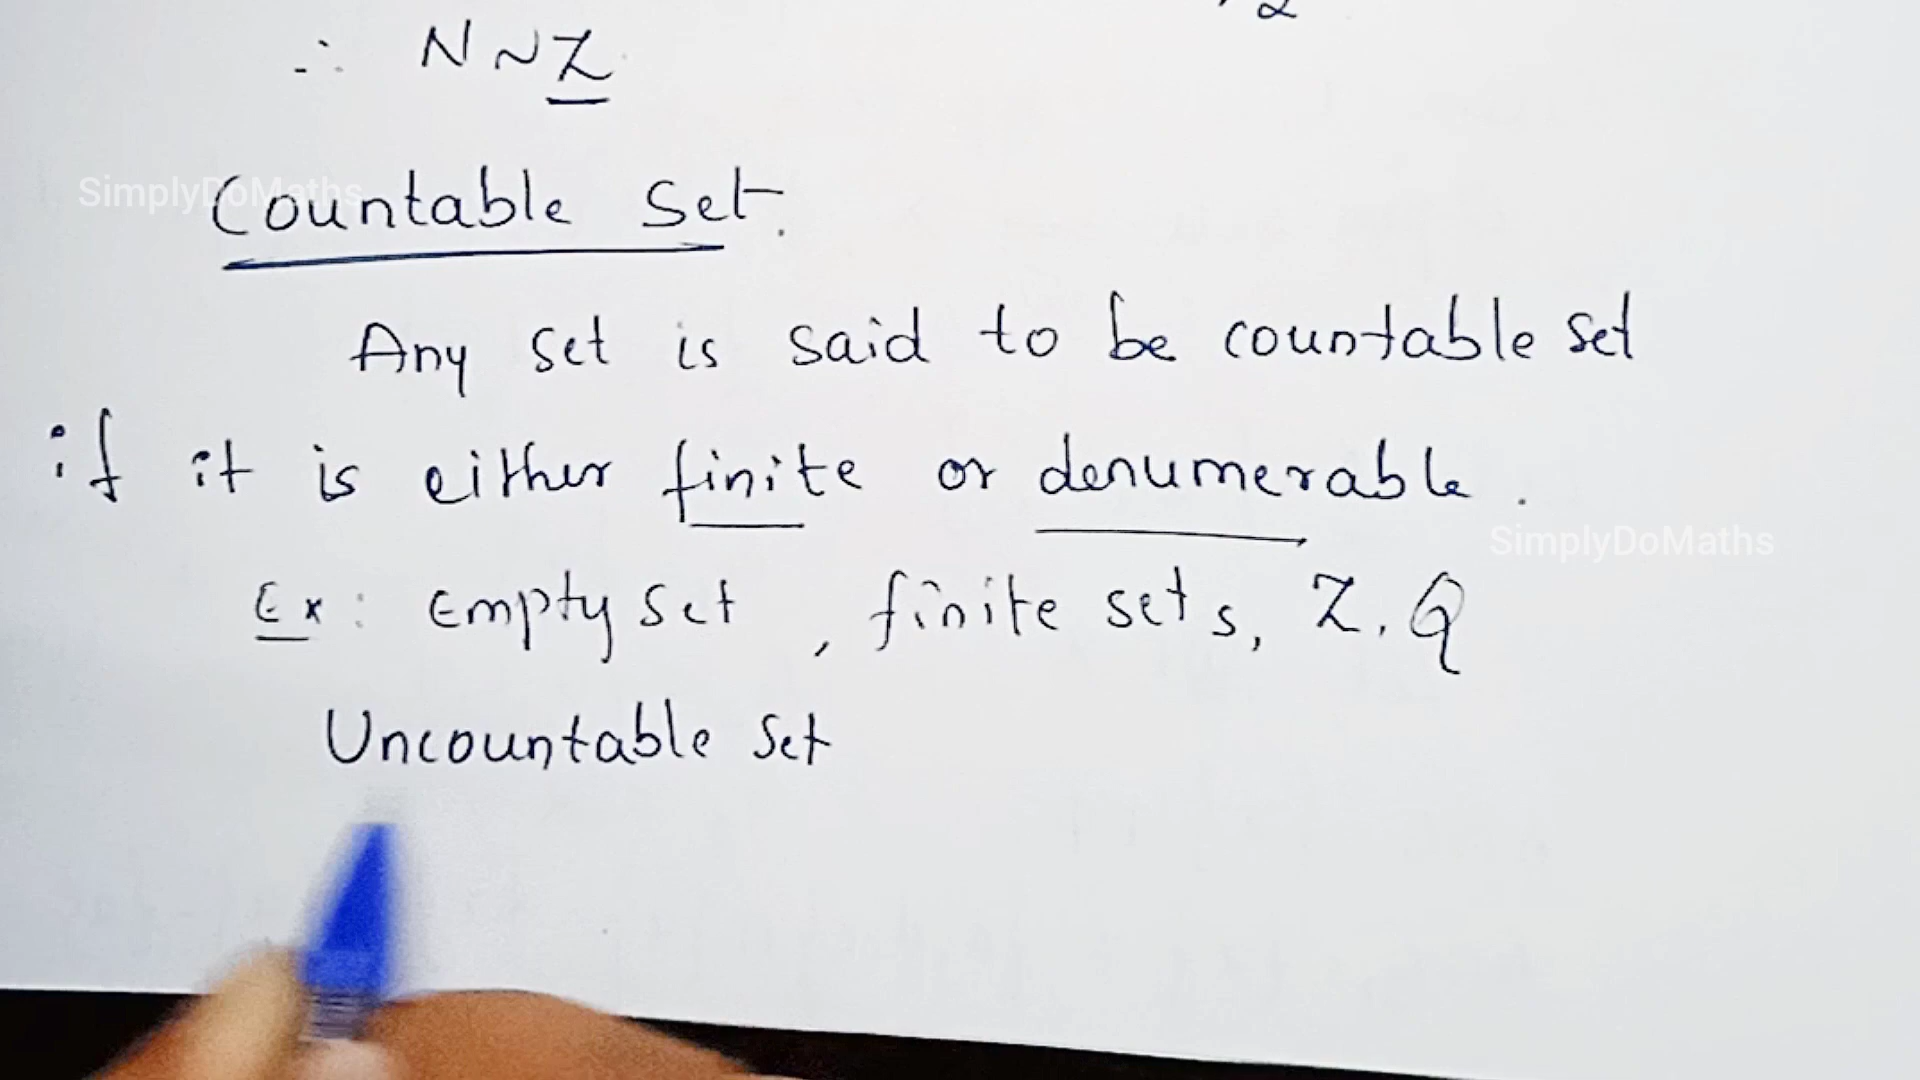 ∴ N ~ Z
Countable Set.
Any set is said to be countable set
if it is either finite or denumerable.
Ex: Empty set, finite sets, Z, Q
Uncountable set
SimplyDoMaths
SimplyDoMaths